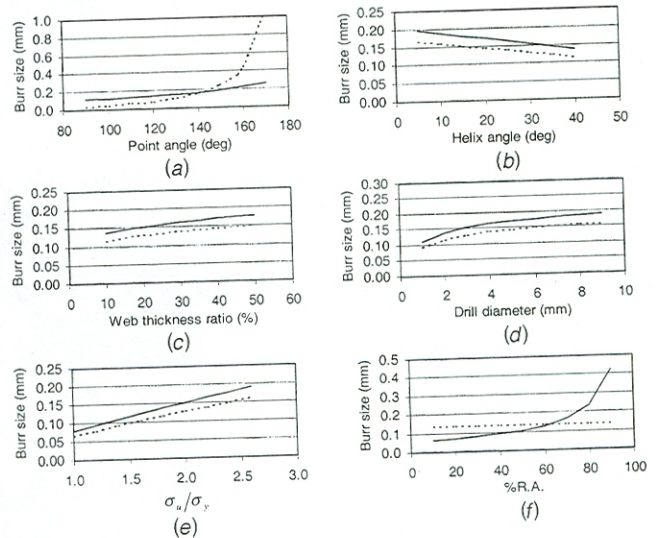 Burr size (mm)
1.0
0.8
0.6
0.4
0.2
0.0
80 100 120 140 160 180
Point angle (deg)
(a)
Burr size (mm)
0.25
0.20
0.15
0.10
0.05
0.00
0 10 20 30 40 50
Helix angle (deg)
(b)
Burr size (mm)
0.25
0.20
0.15
0.10
0.05
0.00
0 10 20 30 40 50 60
Web thickness ratio (%)
(c)
Burr size (mm)
0.30
0.25
0.20
0.15
0.10
0.05
0.00
0 2 4 6 8 10
Drill diameter (mm)
(d)
Burr size (mm)
0.25
0.20
0.15
0.10
0.05
0.00
1.0 1.5 2.0 2.5 3.0
σu/σy
(e)
Burr size (mm)
0.5
0.4
0.3
0.2
0.1
0.0
0 20 40 60 80 100
%R.A.
(f)